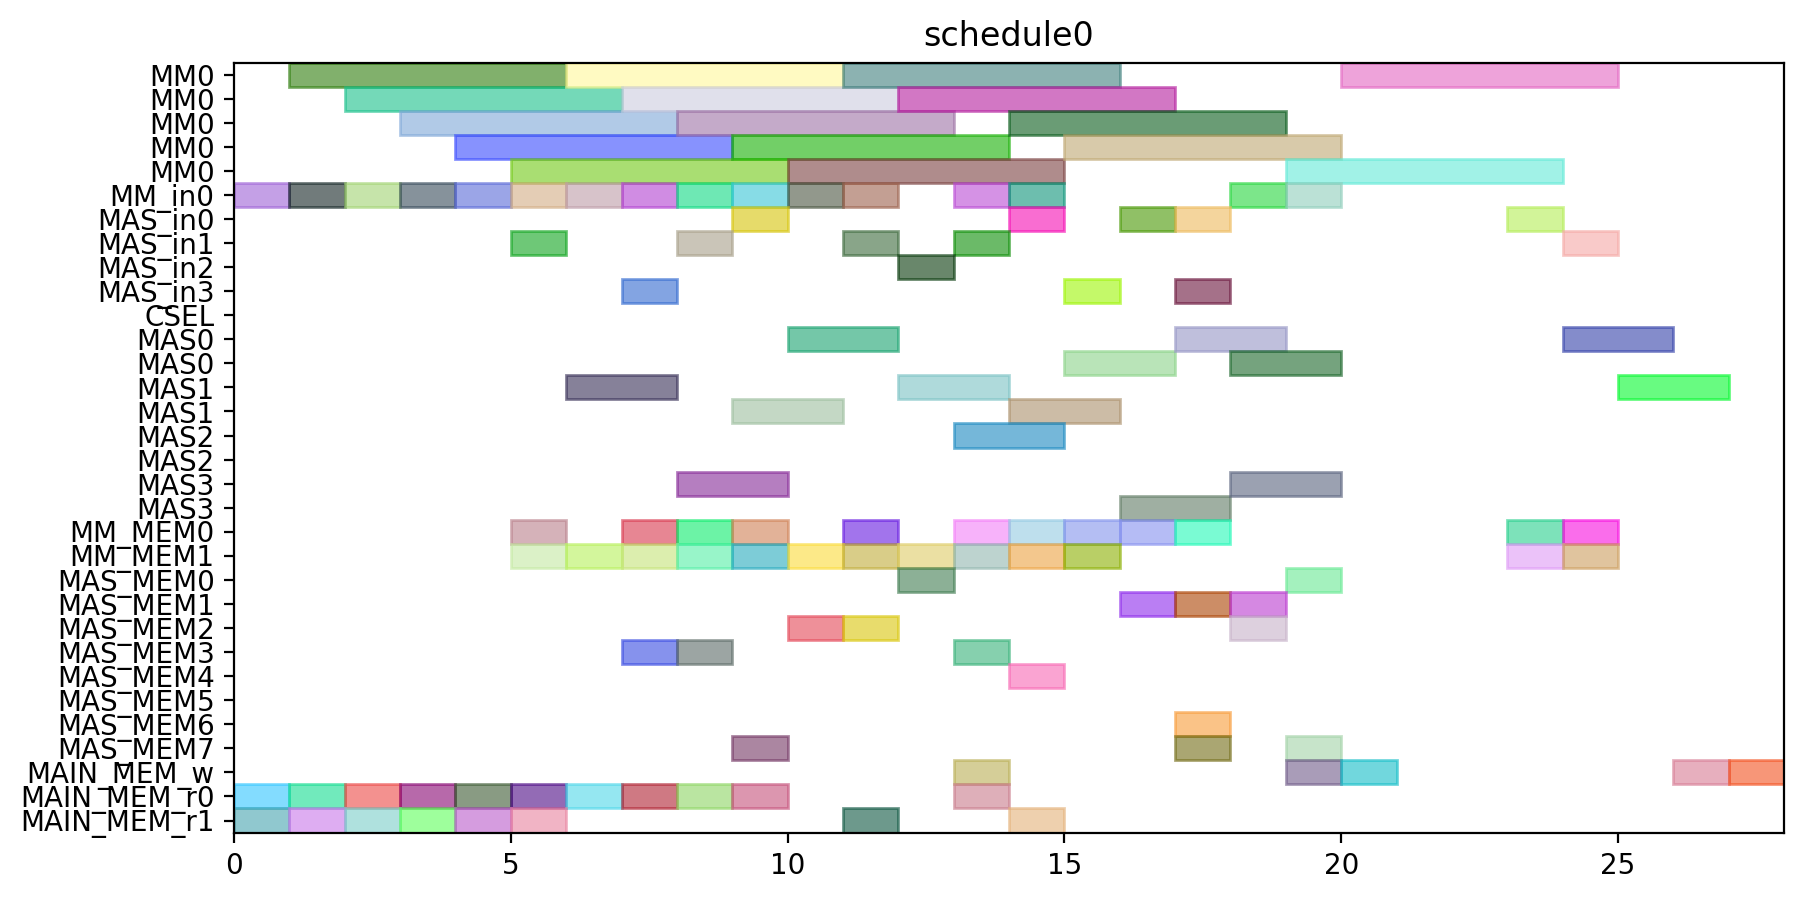 schedule0
MM0
MM0
MM0
MM0
MM0
MM_in0
MAS_in0
MAS_in1
MAS_in2
MAS_in3
CSEL
MAS0
MAS0
MAS1
MAS1
MAS2
MAS2
MAS3
MAS3
MM_MEM0
MM_MEM1
MAS_MEM0
MAS_MEM1
MAS_MEM2
MAS_MEM3
MAS_MEM4
MAS_MEM5
MAS_MEM6
MAS_MEM7
MAIN_MEM_w
MAIN_MEM_r0
MAIN_MEM_r1
0 5 10 15 20 25